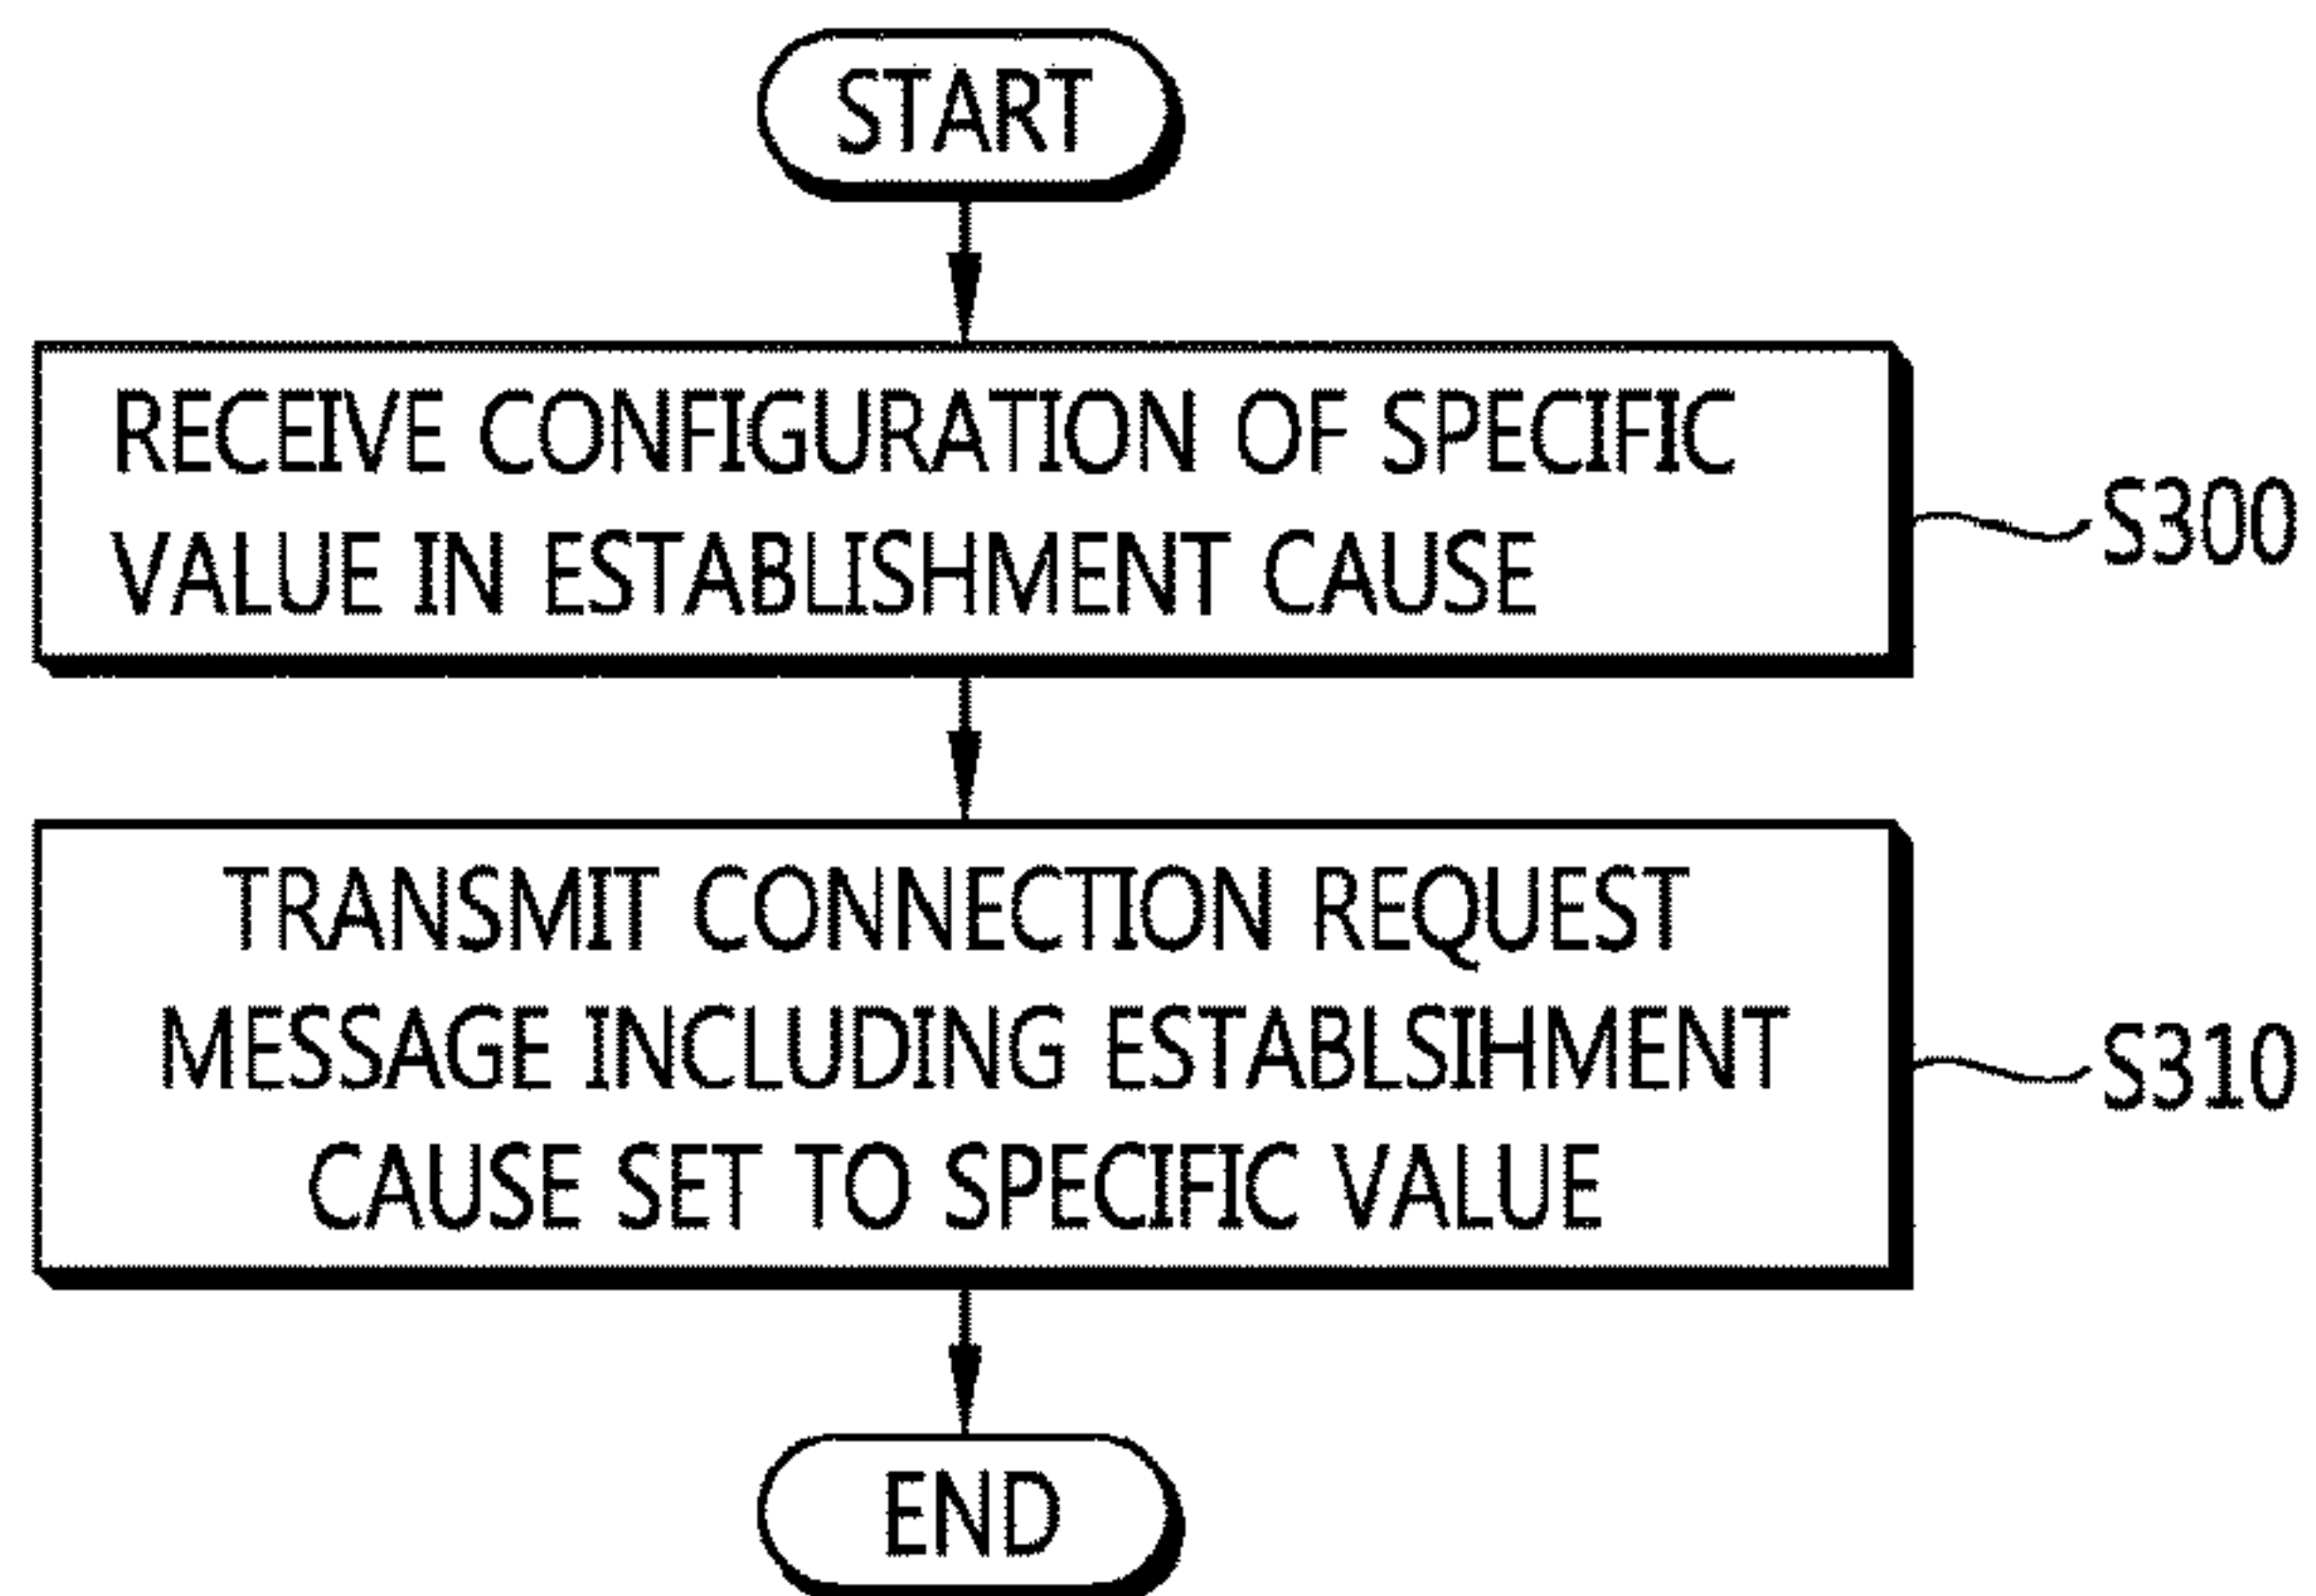 START
RECEIVE CONFIGURATION OF SPECIFIC
VALUE IN ESTABLISHMENT CAUSE
S300
TRANSMIT CONNECTION REQUEST
MESSAGE INCLUDING ESTABLSIHMENT
CAUSE SET TO SPECIFIC VALUE
S310
END